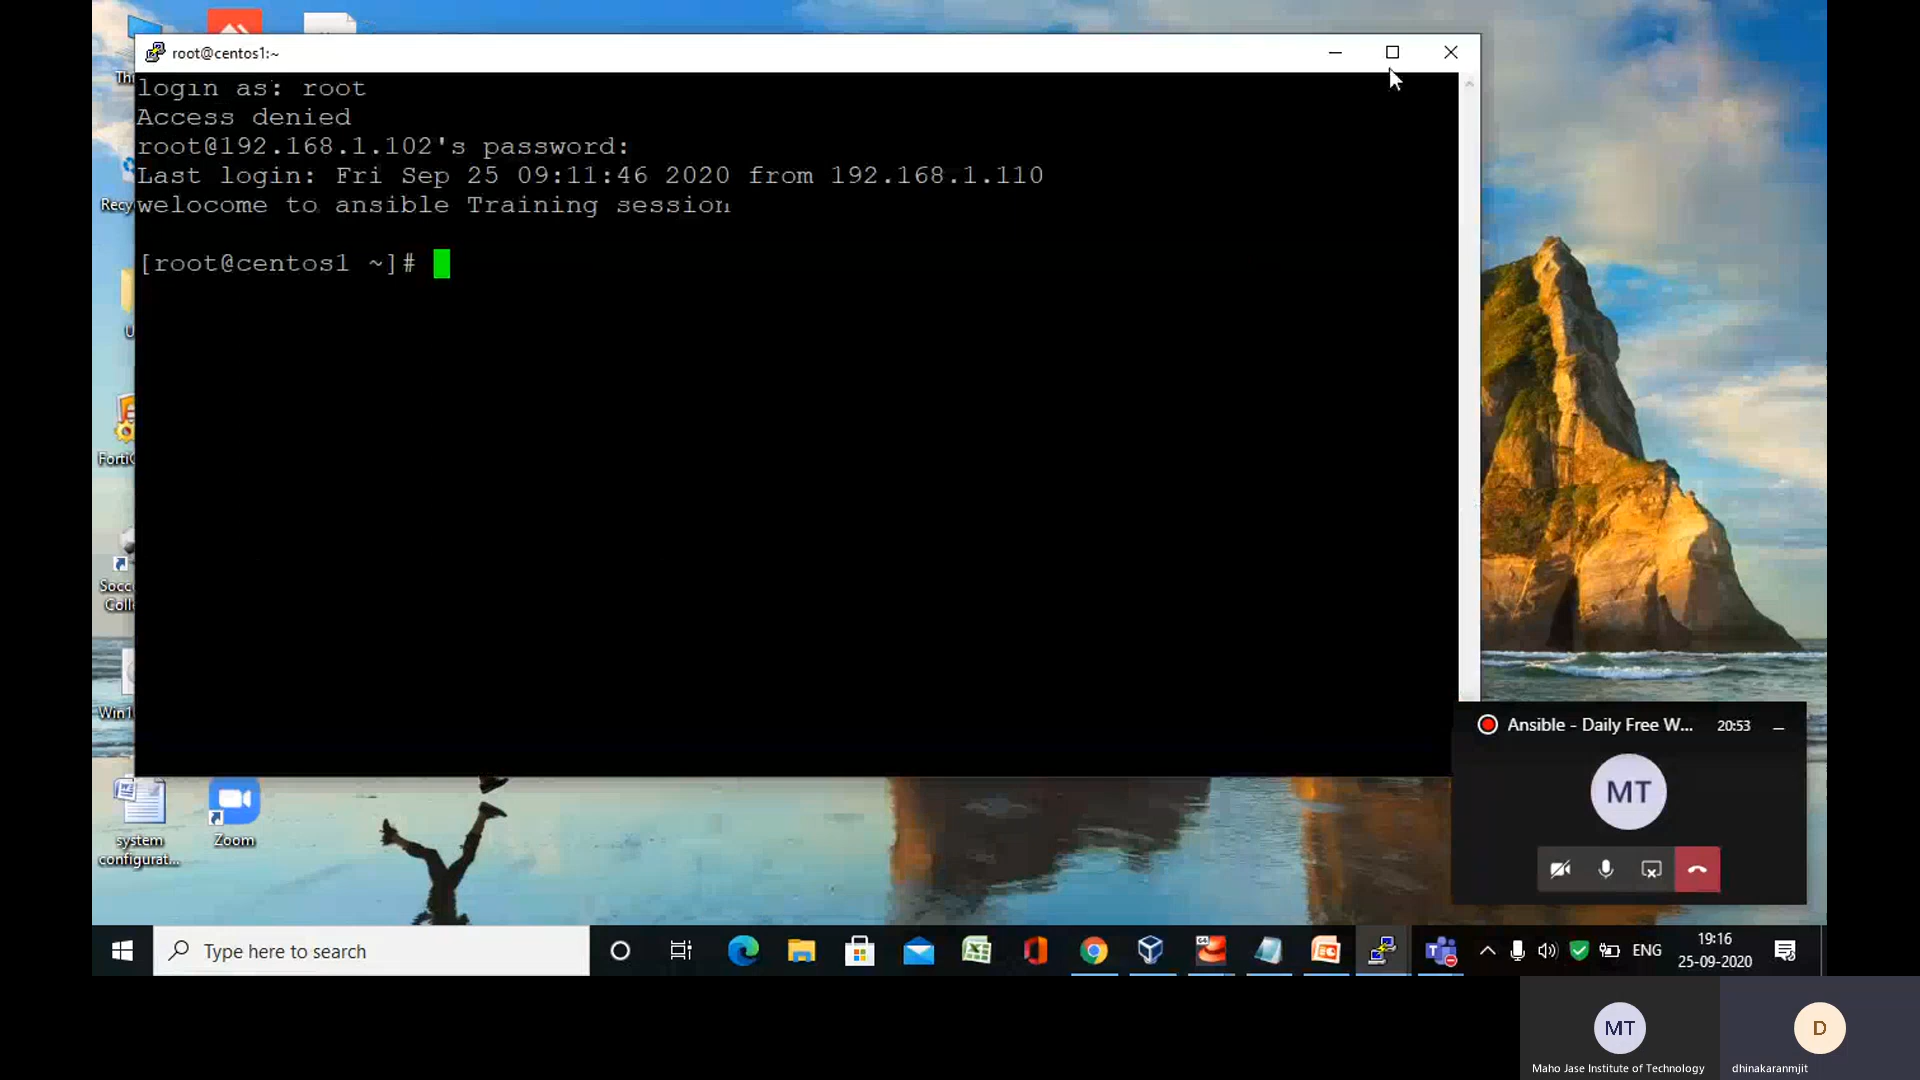 root@centos1:~
login as: root
Access denied
root@192.168.1.102's password:
Last login: Fri Sep 25 09:11:46 2020 from 192.168.1.110
welocome to ansible Training session
[root@centos1 ~]#
Ansible - Daily Free W... 20:53
MT
system
configurat...
Zoom
Type here to search
ENG
19:16
25-09-2020
MT
Maho Jase Institute of Technology
D
dhinakaranmjit